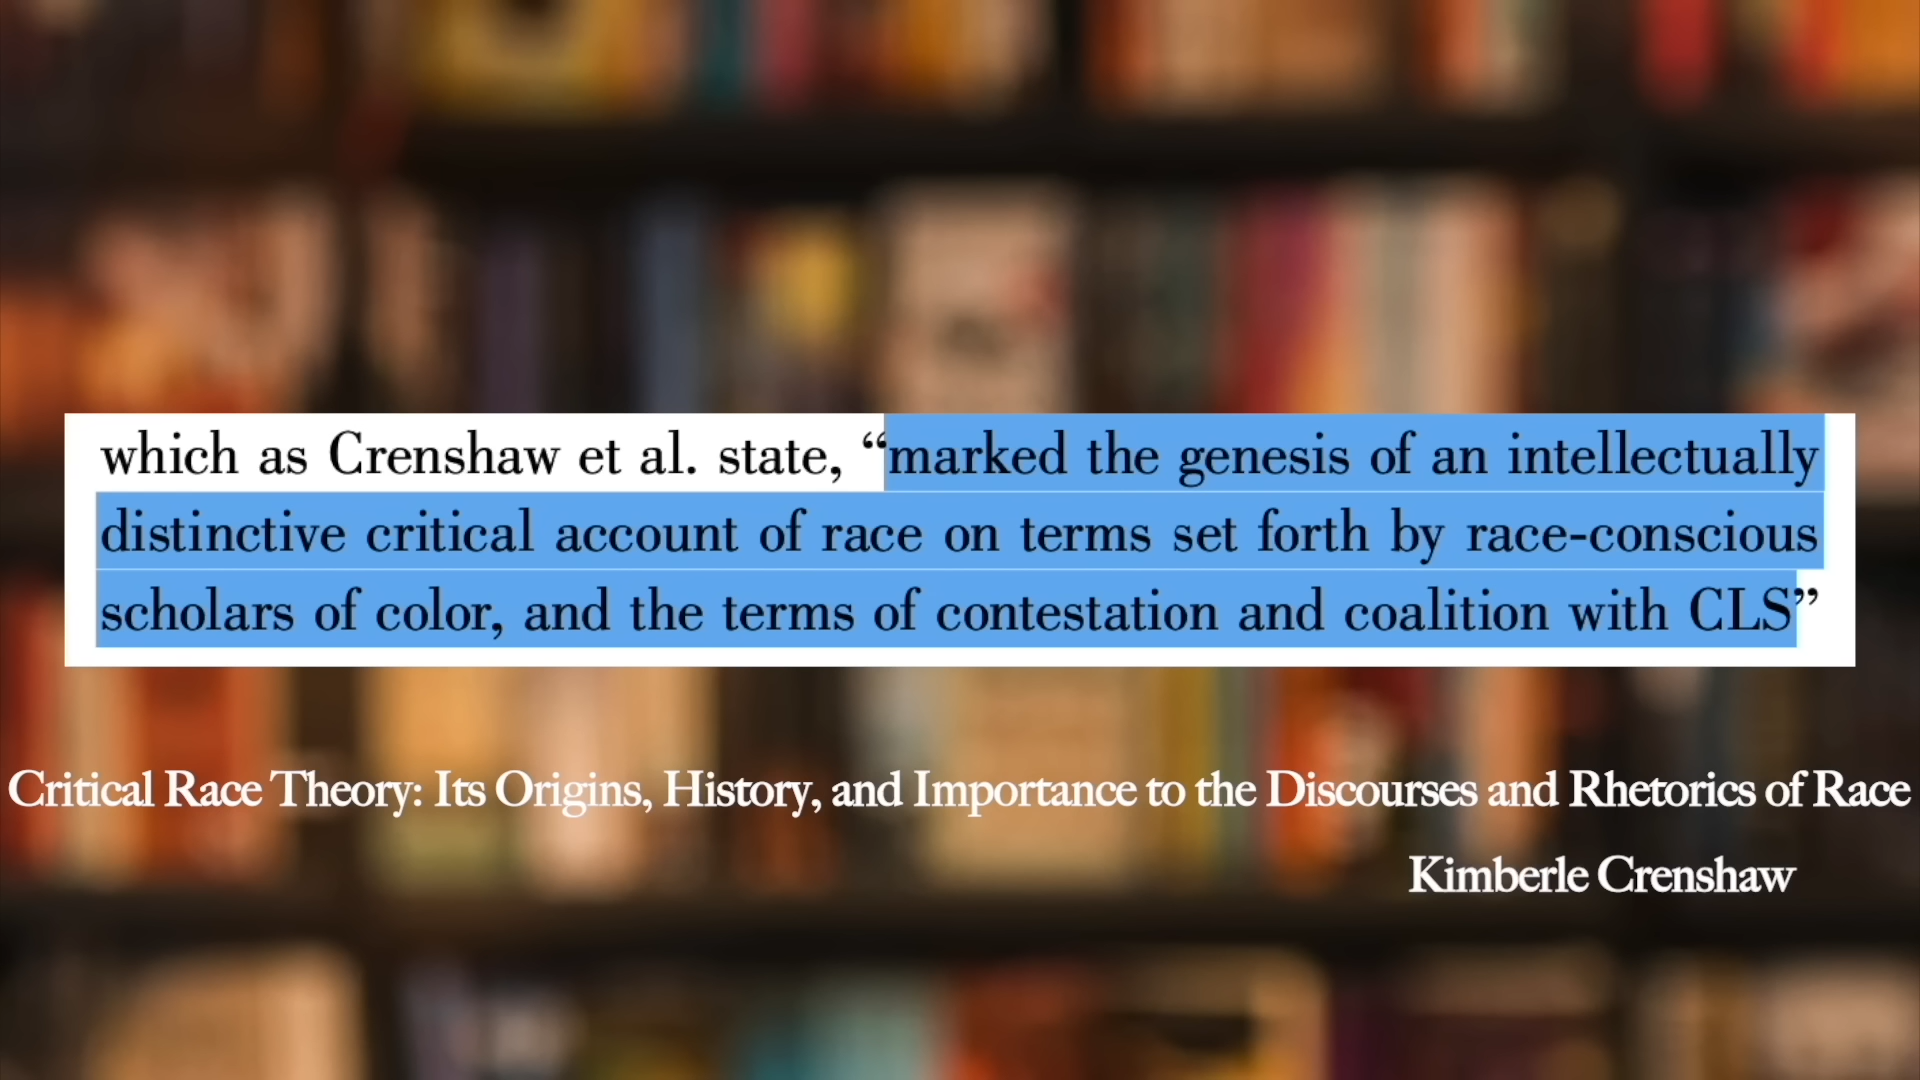 which as Crenshaw et al. state, “marked the genesis of an intellectually
distinctive critical account of race on terms set forth by race-conscious
scholars of color, and the terms of contestation and coalition with CLS”
Critical Race Theory: Its Origins, History, and Importance to the Discourses and Rhetorics of Race
Kimberle Crenshaw